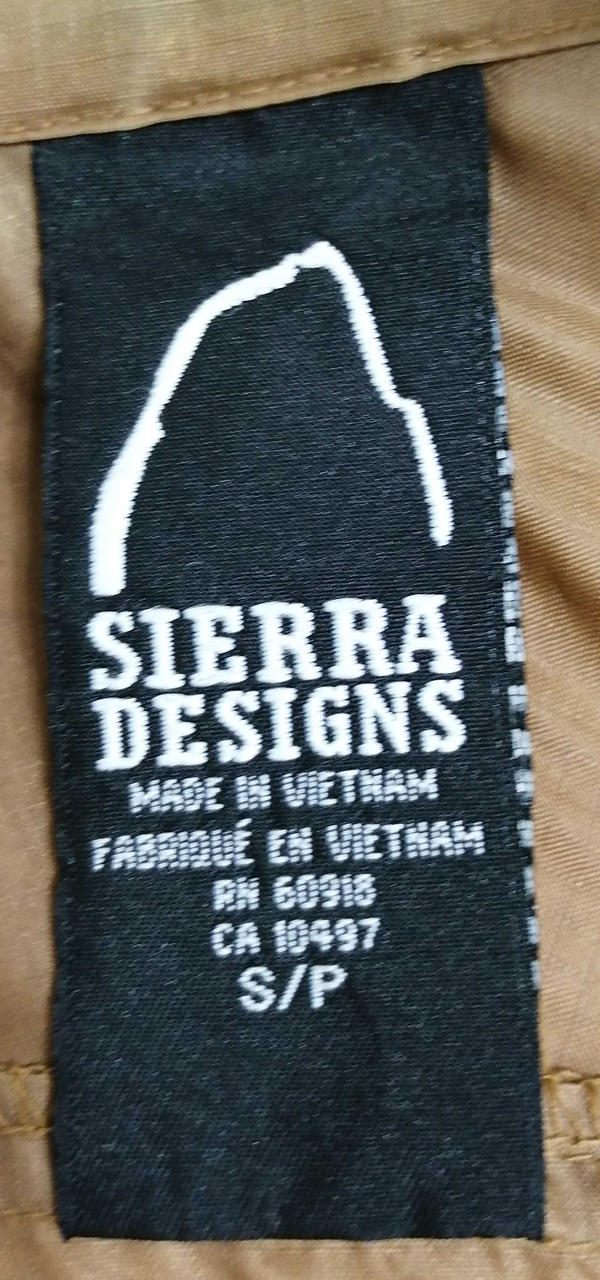 SIERRA
DESIGNS
MADE IN VIETNAM
FABRIQUÉ EN VIETNAM
RN 60918
CA 10497
S/P